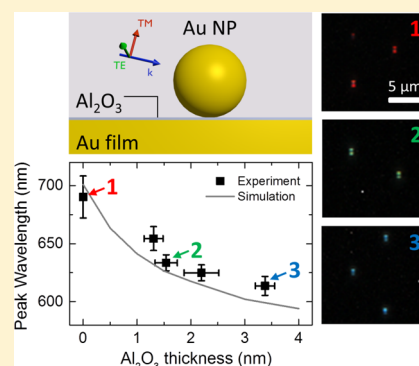 Au NP
TM
TE
k
Al₂O₃
Au film
1
5 μm
2
3
Peak Wavelength (nm)
700
650
600
1
2
3
Experiment
Simulation
0 1 2 3 4
Al₂O₃ thickness (nm)